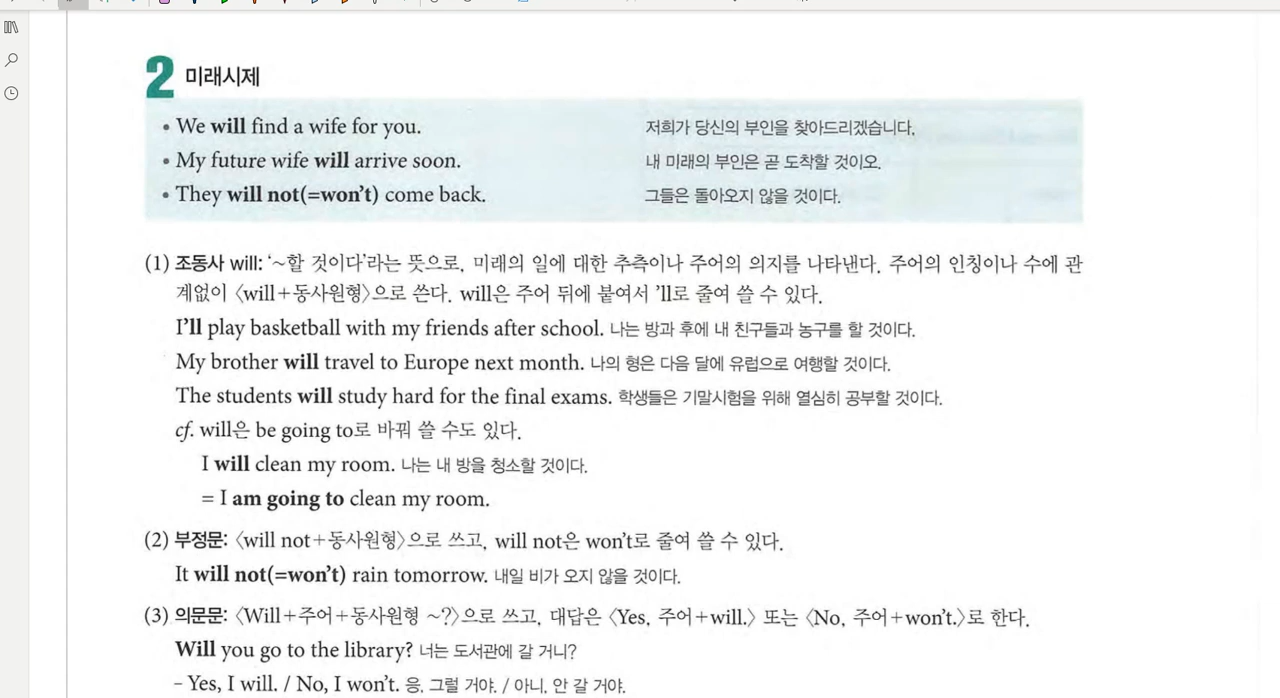 2 미래시제
• We will find a wife for you. 저희가 당신의 부인을 찾아드리겠습니다.
• My future wife will arrive soon. 내 미래의 부인은 곧 도착할 것이오.
• They will not(=won't) come back. 그들은 돌아오지 않을 것이다.
(1) 조동사 will: '~할 것이다'라는 뜻으로, 미래의 일에 대한 추측이나 주어의 의지를 나타낸다. 주어의 인칭이나 수에 관
계없이 〈will+동사원형〉으로 쓴다. will은 주어 뒤에 붙여서 'll로 줄여 쓸 수 있다.
I'll play basketball with my friends after school. 나는 방과 후에 내 친구들과 농구를 할 것이다.
My brother will travel to Europe next month. 나의 형은 다음 달에 유럽으로 여행할 것이다.
The students will study hard for the final exams. 학생들은 기말시험을 위해 열심히 공부할 것이다.
cf. will은 be going to로 바꿔 쓸 수도 있다.
I will clean my room. 나는 내 방을 청소할 것이다.
= I am going to clean my room.
(2) 부정문: 〈will not+동사원형〉으로 쓰고, will not은 won't로 줄여 쓸 수 있다.
It will not(=won't) rain tomorrow. 내일 비가 오지 않을 것이다.
(3) 의문문: 〈Will+주어+동사원형 ~?〉으로 쓰고, 대답은 〈Yes, 주어+will.〉 또는 〈No, 주어+won't.〉로 한다.
Will you go to the library? 너는 도서관에 갈 거니?
– Yes, I will. / No, I won't. 응, 그럴 거야. / 아니, 안 갈 거야.